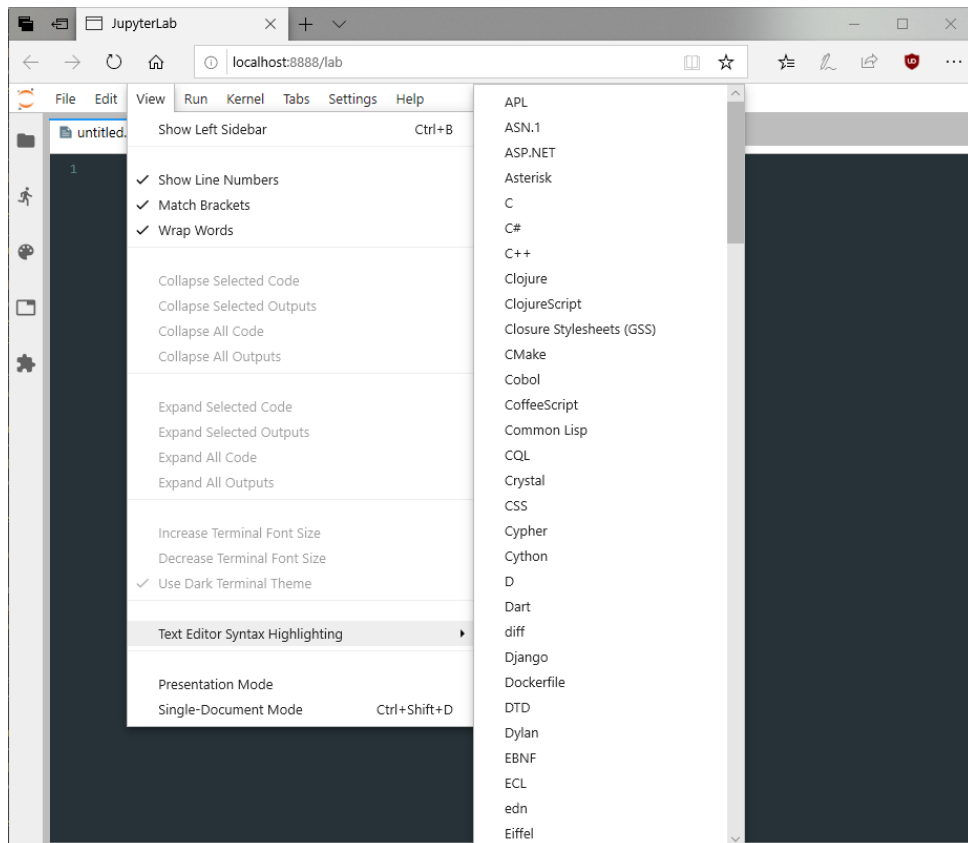 JupyterLab
localhost:8888/lab
File Edit View Run Kernel Tabs Settings Help
untitled.
1
Show Left Sidebar Ctrl+B
Show Line Numbers
Match Brackets
Wrap Words
Collapse Selected Code
Collapse Selected Outputs
Collapse All Code
Collapse All Outputs
Expand Selected Code
Expand Selected Outputs
Expand All Code
Expand All Outputs
Increase Terminal Font Size
Decrease Terminal Font Size
Use Dark Terminal Theme
Text Editor Syntax Highlighting
Presentation Mode
Single-Document Mode Ctrl+Shift+D
APL
ASN.1
ASP.NET
Asterisk
C
C#
C++
Clojure
ClojureScript
Closure Stylesheets (GSS)
CMake
Cobol
CoffeeScript
Common Lisp
CQL
Crystal
CSS
Cypher
Cython
D
Dart
diff
Django
Dockerfile
DTD
Dylan
EBNF
ECL
edn
Eiffel